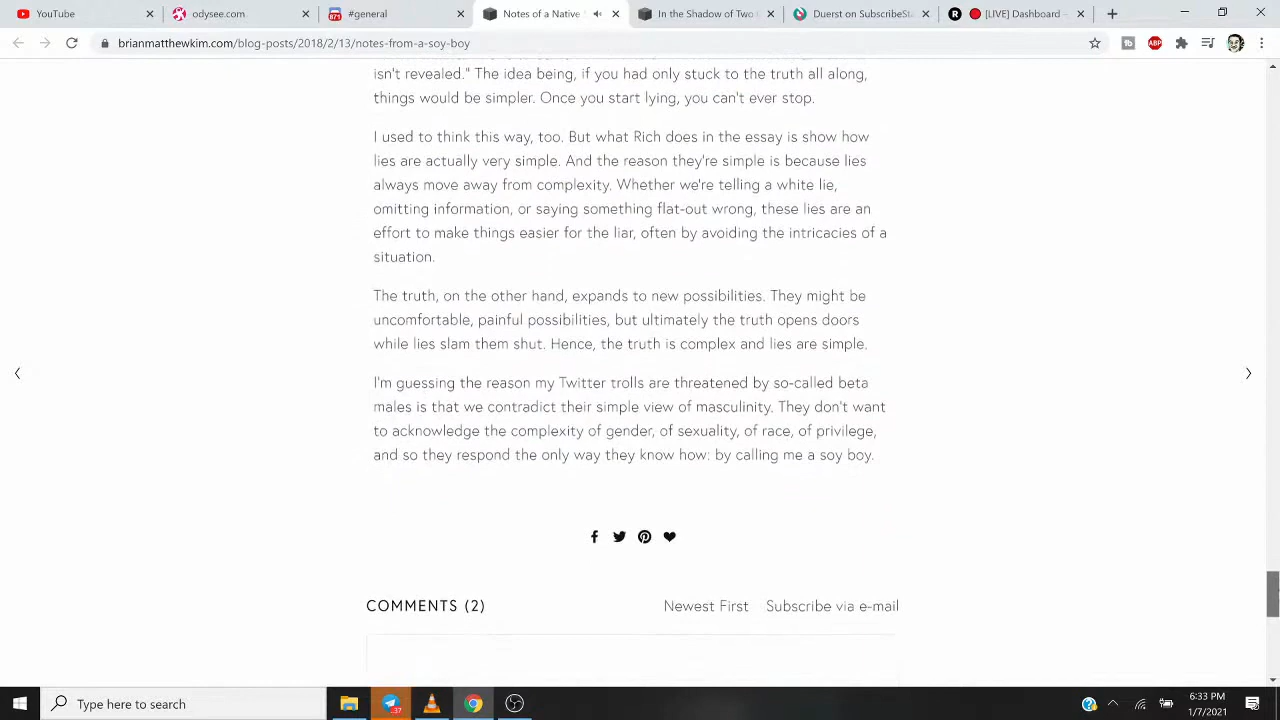 YouTube
odysee.com
871
#general
Notes of a Native
In the Shadow of Two
Duerst on SubscribeSta
R
[LIVE] Dashboard –
brianmatthewkim.com/blog-posts/2018/2/13/notes-from-a-soy-boy
tb
ABP
isn't revealed." The idea being, if you had only stuck to the truth all along,
things would be simpler. Once you start lying, you can't ever stop.
I used to think this way, too. But what Rich does in the essay is show how
lies are actually very simple. And the reason they're simple is because lies
always move away from complexity. Whether we're telling a white lie,
omitting information, or saying something flat-out wrong, these lies are an
effort to make things easier for the liar, often by avoiding the intricacies of a
situation.
The truth, on the other hand, expands to new possibilities. They might be
uncomfortable, painful possibilities, but ultimately the truth opens doors
while lies slam them shut. Hence, the truth is complex and lies are simple.
I'm guessing the reason my Twitter trolls are threatened by so-called beta
males is that we contradict their simple view of masculinity. They don't want
to acknowledge the complexity of gender, of sexuality, of race, of privilege,
and so they respond the only way they know how: by calling me a soy boy.
COMMENTS (2)
Newest First
Subscribe via e-mail
Type here to search
37
6:33 PM
1/7/2021